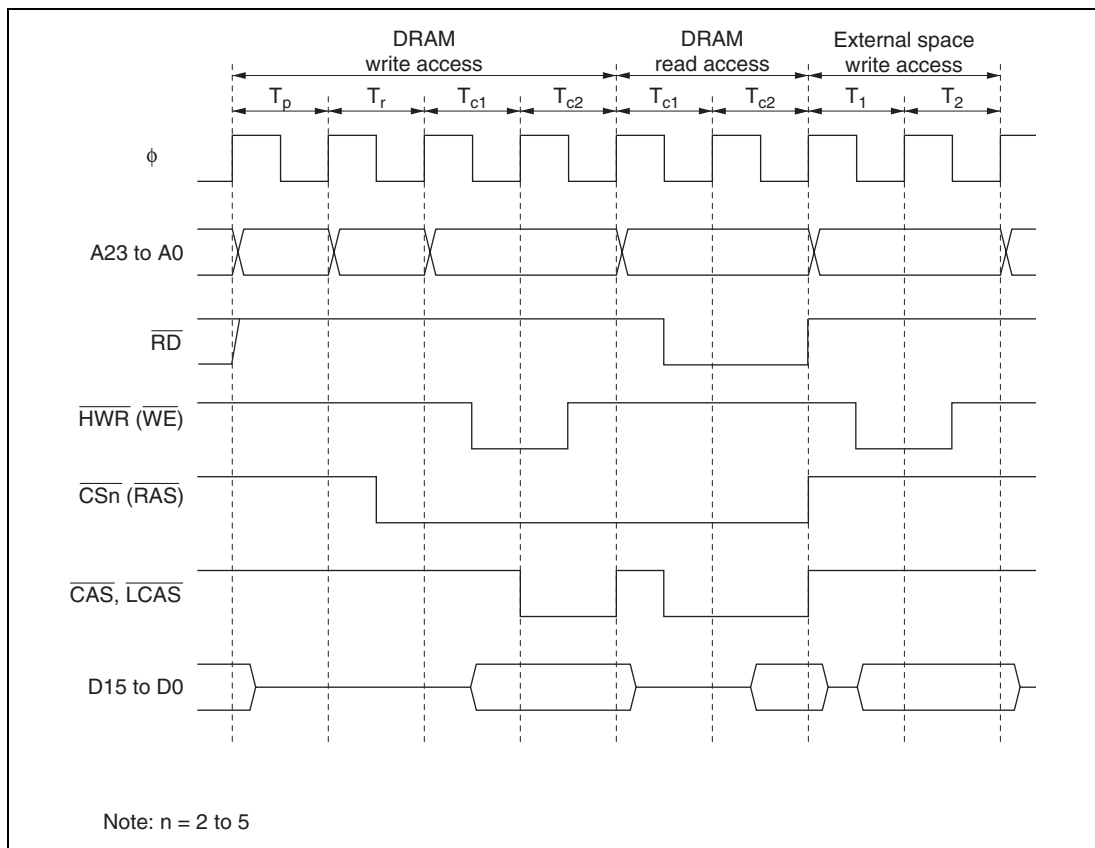 DRAM
write access
DRAM
read access
External space
write access
Tp
Tr
Tc1
Tc2
Tc1
Tc2
T1
T2
ϕ
A23 to A0
RD
HWR (WE)
CSn (RAS)
CAS, LCAS
D15 to D0
Note: n = 2 to 5